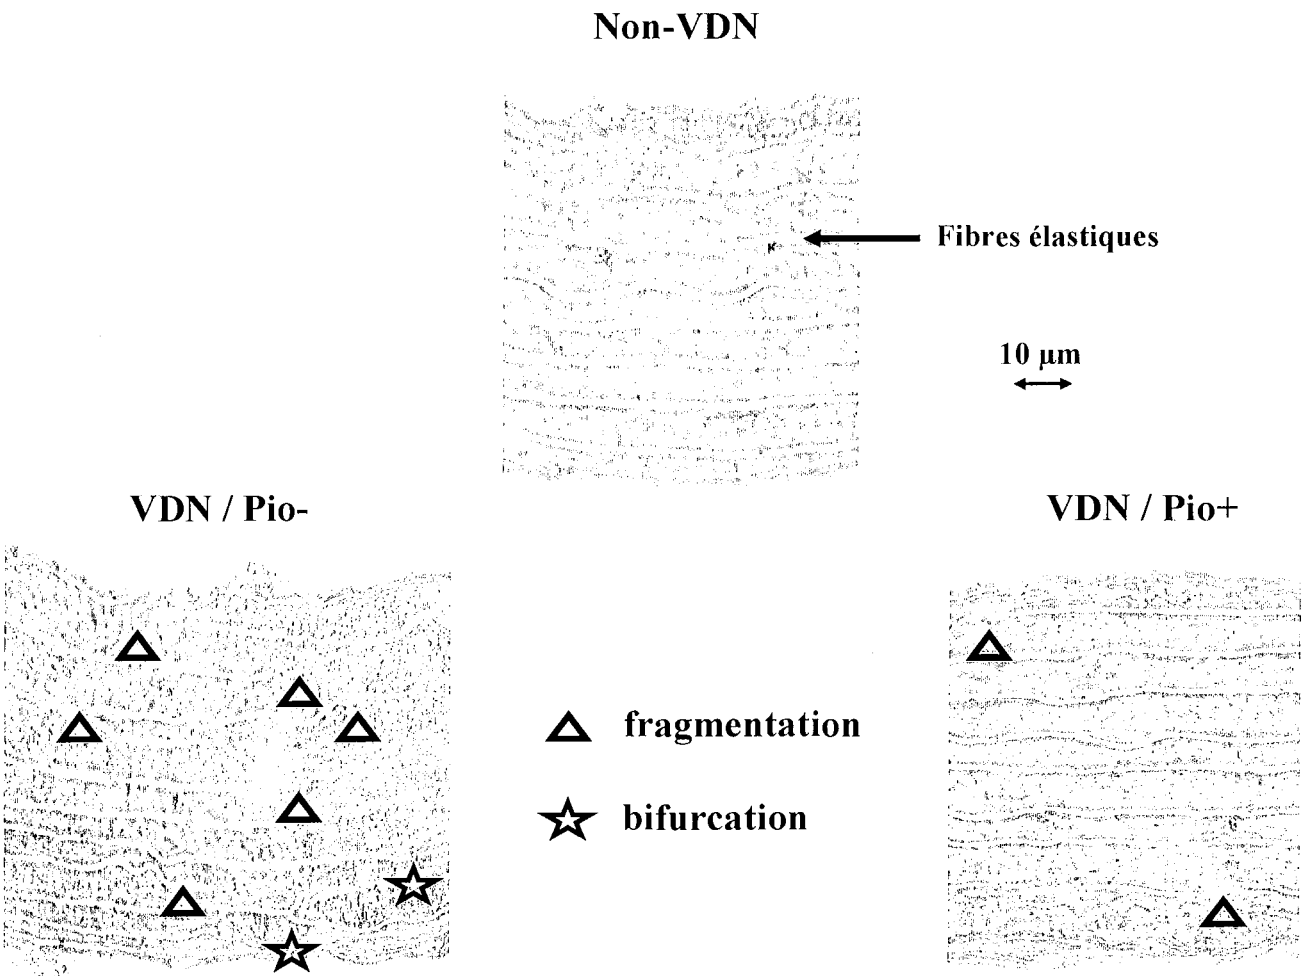 Non-VDN
Fibres élastiques
10 µm
VDN / Pio-
VDN / Pio+
fragmentation
bifurcation